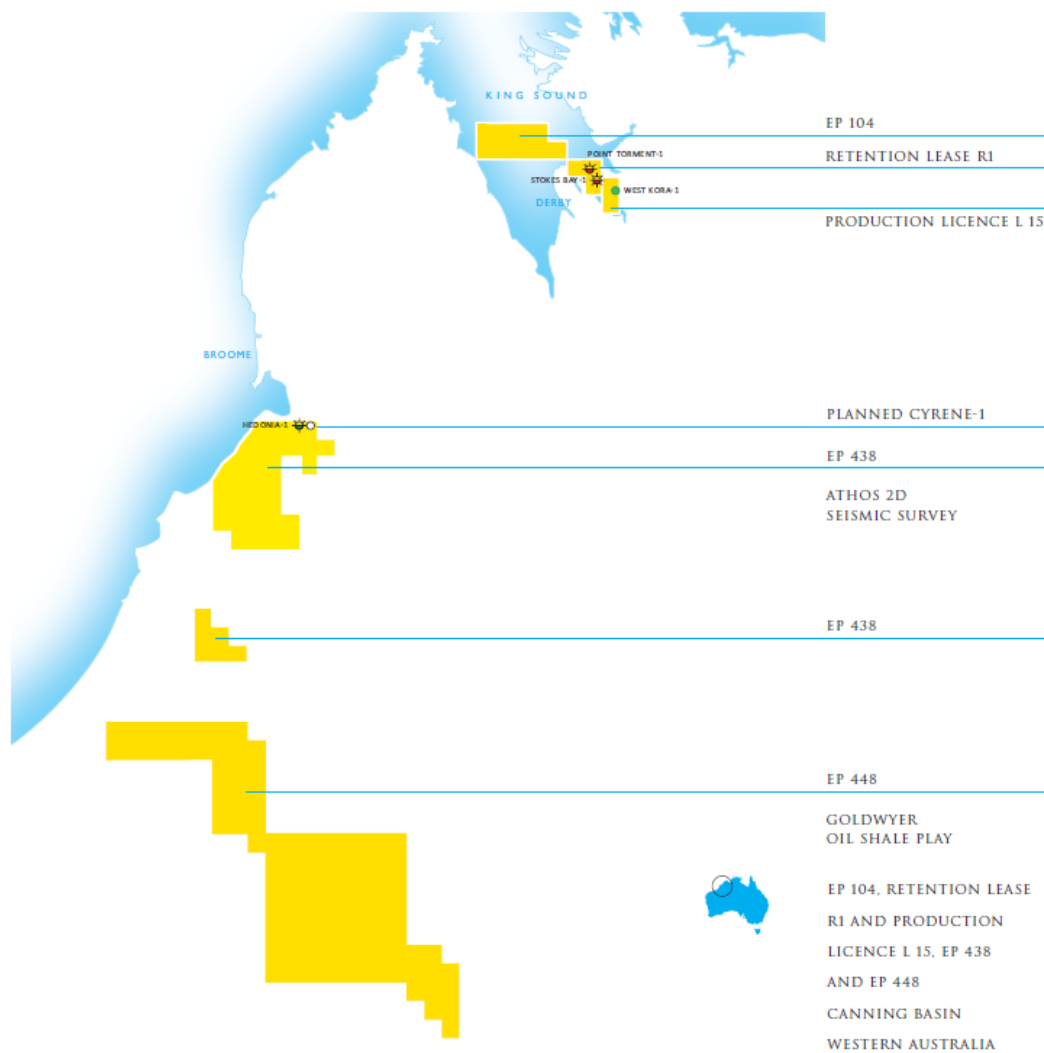 KING SOUND
EP 104
POINT TORMENT-1
RETENTION LEASE R1
STOKES BAY-1
WEST KORA-1
DERBY
PRODUCTION LICENCE L 15
BROOME
PLANNED CYRENE-1
HEDONIA-1
EP 438
ATHOS 2D
SEISMIC SURVEY
EP 438
EP 448
GOLDWYER
OIL SHALE PLAY
EP 104, RETENTION LEASE
R1 AND PRODUCTION
LICENCE L 15, EP 438
AND EP 448
CANNING BASIN
WESTERN AUSTRALIA